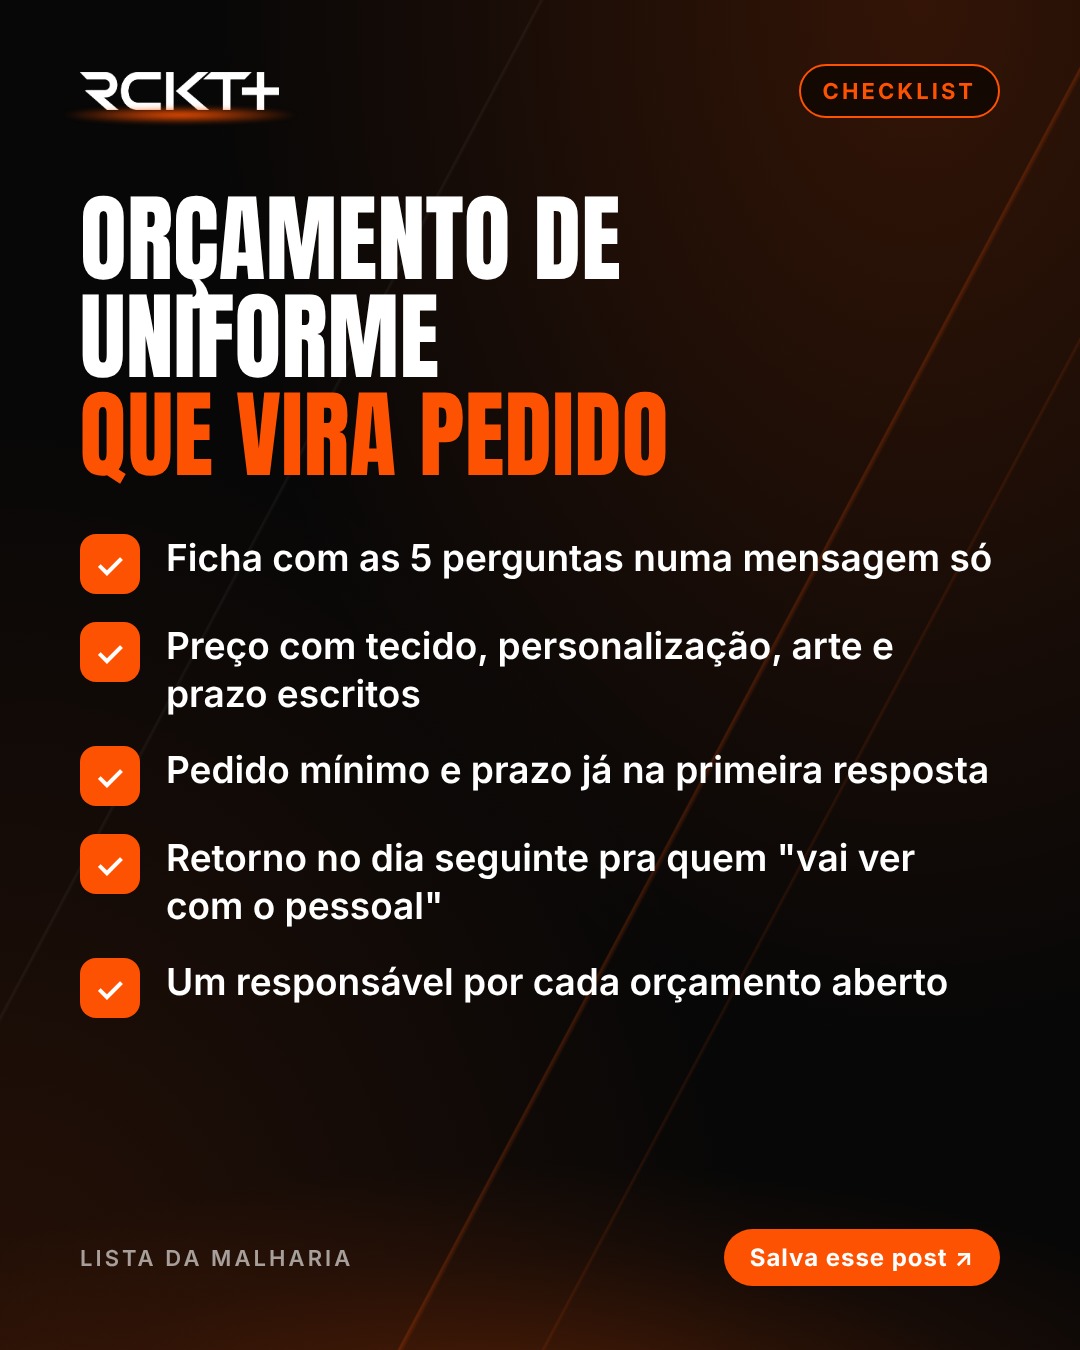 RCKT+
CHECKLIST
ORÇAMENTO DE
UNIFORME
QUE VIRA PEDIDO
Ficha com as 5 perguntas numa mensagem só
Preço com tecido, personalização, arte e
prazo escritos
Pedido mínimo e prazo já na primeira resposta
Retorno no dia seguinte pra quem "vai ver
com o pessoal"
Um responsável por cada orçamento aberto
LISTA DA MALHARIA
Salva esse post ↗